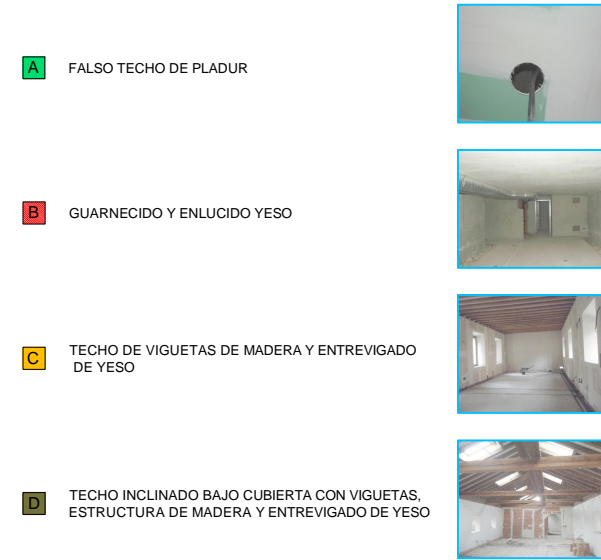 A FALSO TECHO DE PLADUR
B GUARNECIDO Y ENLUCIDO YESO
C TECHO DE VIGUETAS DE MADERA Y ENTREVIGADO
DE YESO
D TECHO INCLINADO BAJO CUBIERTA CON VIGUETAS,
ESTRUCTURA DE MADERA Y ENTREVIGADO DE YESO